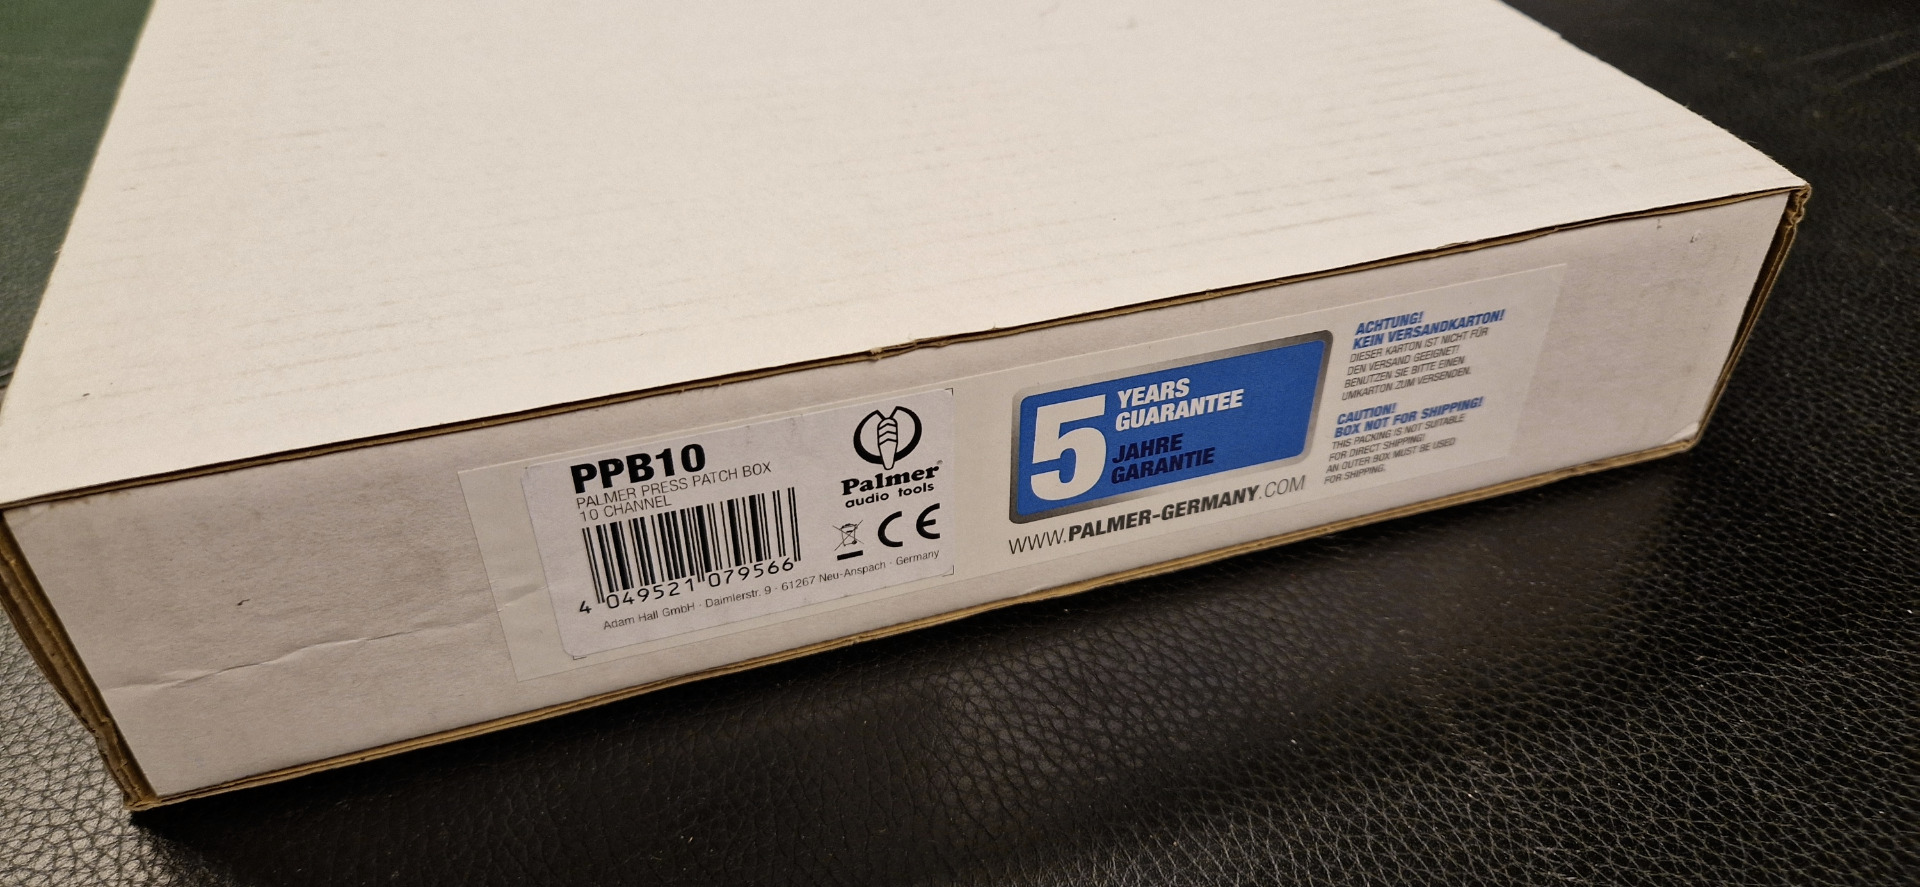 PPB10
PALMER PRESS PATCH BOX
10 CHANNEL
4 049521 079566
Palmer®
audio tools
CE
Adam Hall GmbH · Daimlerstr. 9 · 61267 Neu-Anspach · Germany
5 YEARS
GUARANTEE
JAHRE
GARANTIE
WWW.PALMER-GERMANY.COM
ACHTUNG!
KEIN VERSANDKARTON!
DIESER KARTON IST NICHT FÜR
DEN VERSAND GEEIGNET!
BENUTZEN SIE BITTE EINEN
UMKARTON ZUM VERSENDEN.
CAUTION!
BOX NOT FOR SHIPPING!
THIS PACKING IS NOT SUITABLE
FOR DIRECT SHIPPING!
AN OUTER BOX MUST BE USED
FOR SHIPPING.